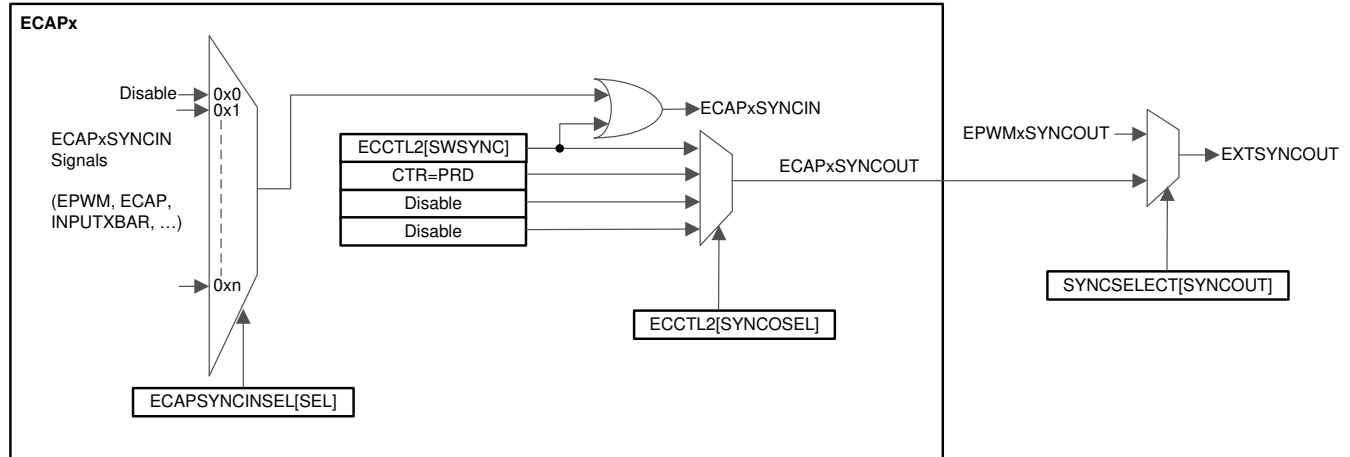 ECAPx
Disable
0x0
0x1
ECAPxSYNCIN
Signals
(EPWM, ECAP,
INPUTXBAR, …)
0xn
ECAPSYNCINSEL[SEL]
ECAPxSYNCIN
ECCTL2[SWSYNC]
CTR=PRD
Disable
Disable
ECAPxSYNCOUT
ECCTL2[SYNCOSEL]
EPWMxSYNCOUT
EXTSYNCOUT
SYNCSELECT[SYNCOUT]